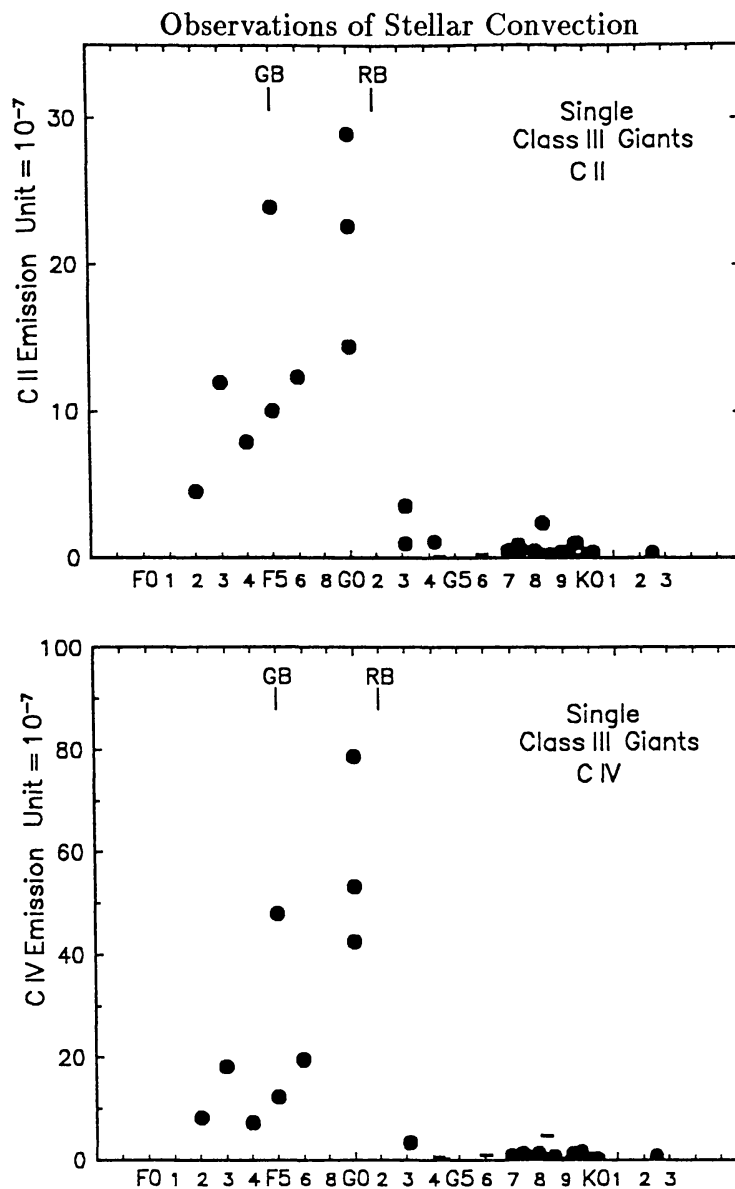 Observations of Stellar Convection
GB
RB
Single
Class III Giants
C II
C II Emission Unit = 10⁻⁷
30
20
10
0
F0 1 2 3 4 F5 6 8 G0 2 3 4 G5 6 7 8 9 K0 1 2 3
100
GB
RB
Single
Class III Giants
C IV
C IV Emission Unit = 10⁻⁷
80
60
40
20
0
F0 1 2 3 4 F5 6 8 G0 2 3 4 G5 6 7 8 9 K0 1 2 3